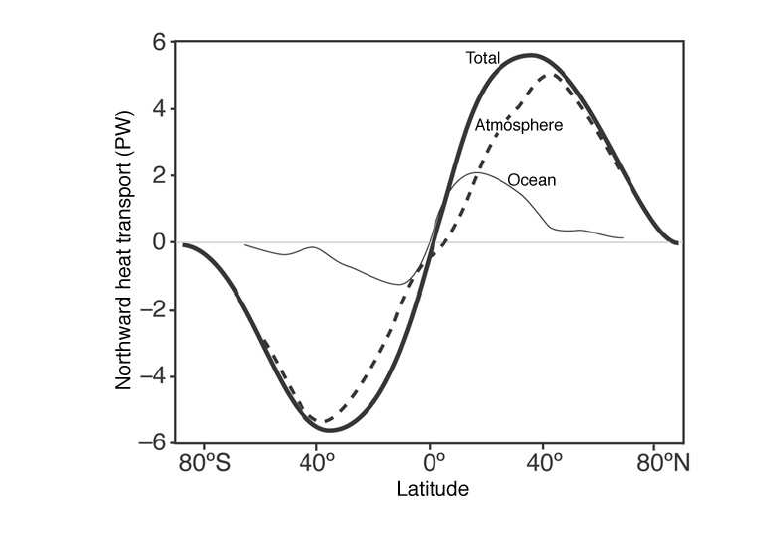 Northward heat transport (PW)
6
4
2
0
−2
−4
−6
Total
Atmosphere
Ocean
80ºS 40º 0º 40º 80ºN
Latitude